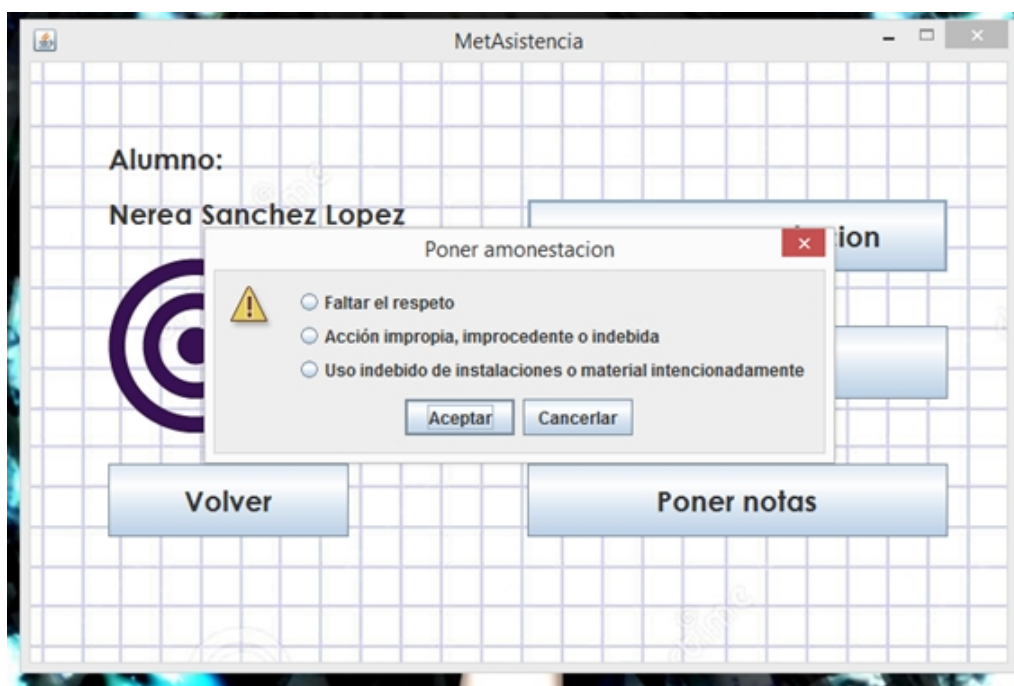 MetAsistencia
Alumno:
Nerea Sanchez Lopez
Poner amonestacion
Faltar el respeto
Acción impropia, improcedente o indebida
Uso indebido de instalaciones o material intencionadamente
Aceptar
Cancerlar
Volver
Poner notas